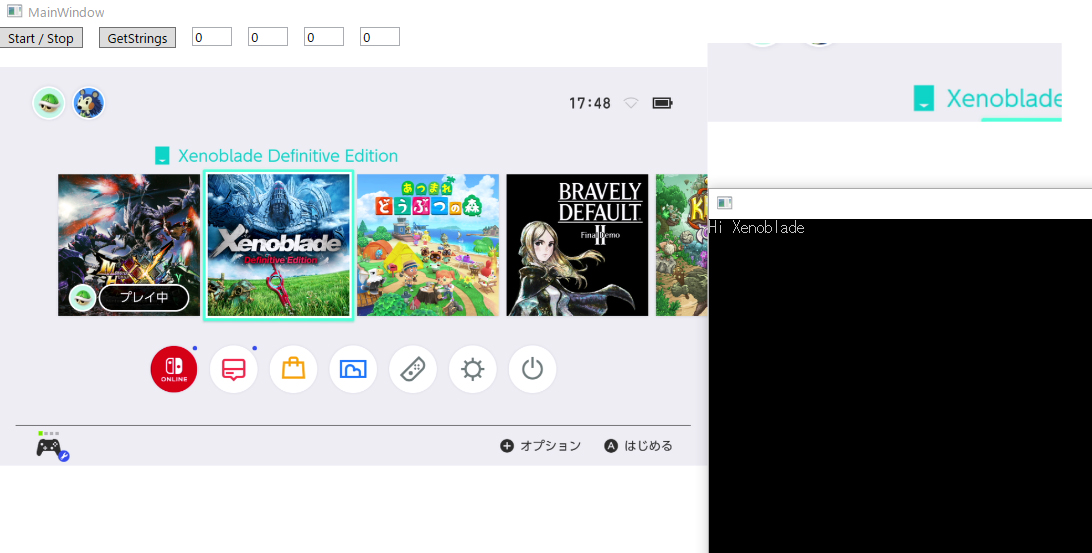 MainWindow
Start / Stop
GetStrings
0
0
0
0
17:48
Xenoblade
Xenoblade Definitive Edition
Hi Xenoblade
プレイ中
Xenoblade
Definitive Edition
あつまれ
どうぶつの森
BRAVELY
DEFAULT
II
Final Demo
ONLINE
オプション
A はじめる